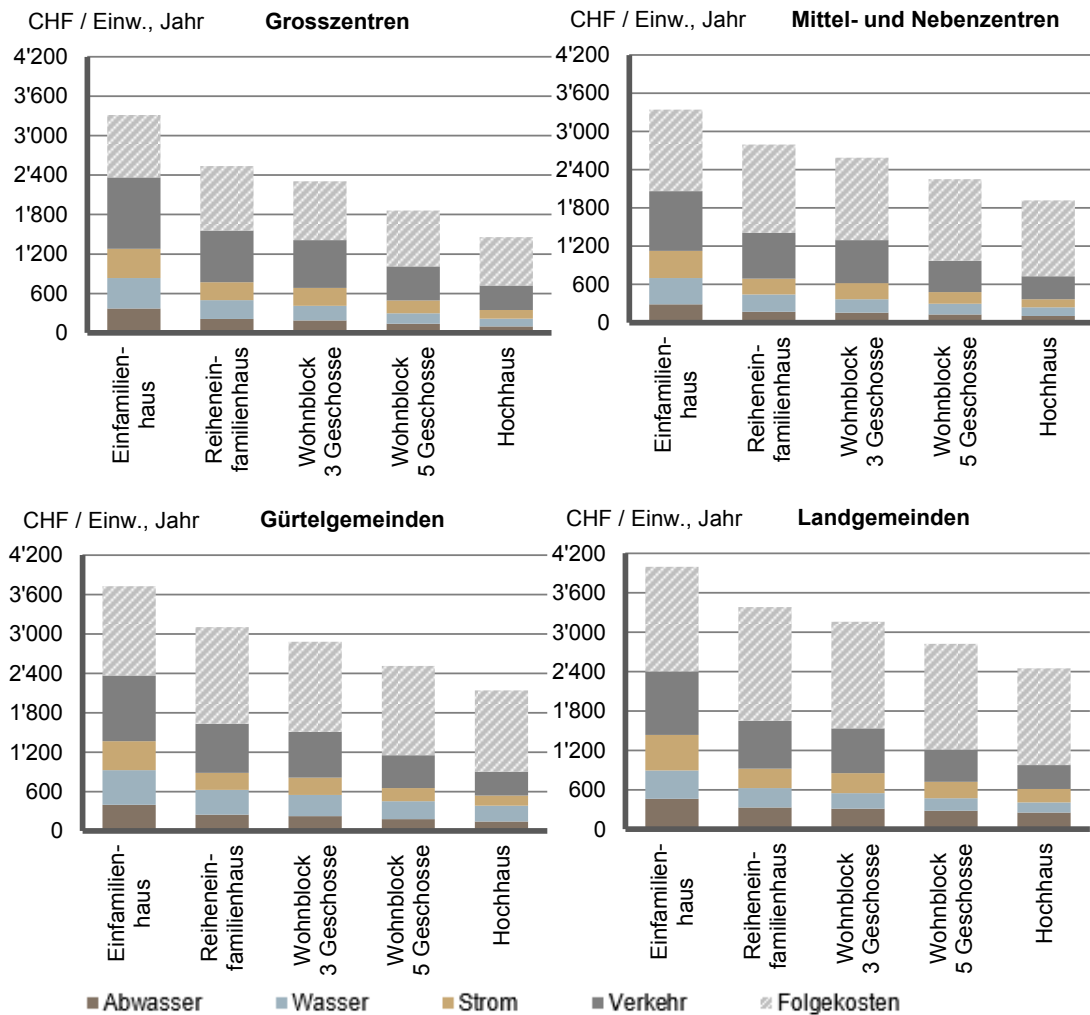 CHF / Einw., Jahr
Grosszentren
4'200
3'600
3'000
2'400
1'800
1'200
600
0
Einfamilien-
haus
Reihenein-
familienhaus
Wohnblock
3 Geschosse
Wohnblock
5 Geschosse
Hochhaus
CHF / Einw., Jahr
Mittel- und Nebenzentren
4'200
3'600
3'000
2'400
1'800
1'200
600
0
Einfamilien-
haus
Reihenein-
familienhaus
Wohnblock
3 Geschosse
Wohnblock
5 Geschosse
Hochhaus
CHF / Einw., Jahr
Gürtelgemeinden
4'200
3'600
3'000
2'400
1'800
1'200
600
0
Einfamilien-
haus
Reihenein-
familienhaus
Wohnblock
3 Geschosse
Wohnblock
5 Geschosse
Hochhaus
CHF / Einw., Jahr
Landgemeinden
4'200
3'600
3'000
2'400
1'800
1'200
600
0
Einfamilien-
haus
Reihenein-
familienhaus
Wohnblock
3 Geschosse
Wohnblock
5 Geschosse
Hochhaus
Abwasser Wasser Strom Verkehr Folgekosten